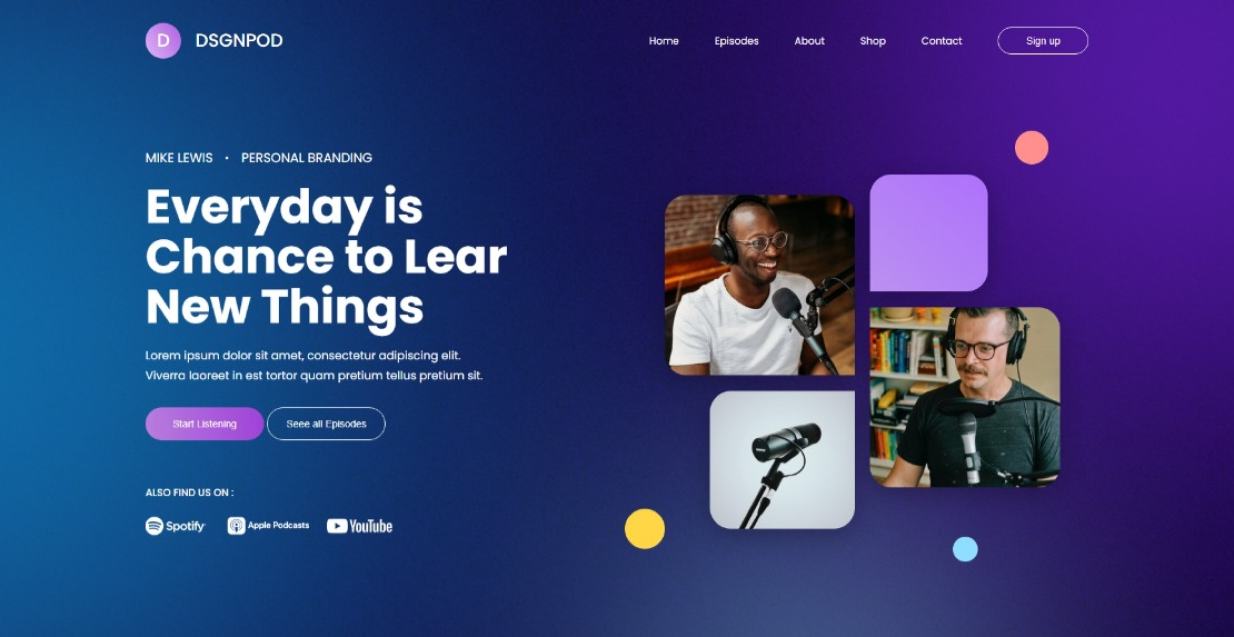 D DSGNPOD
Home Episodes About Shop Contact Sign up
MIKE LEWIS • PERSONAL BRANDING
Everyday is
Chance to Lear
New Things
Lorem ipsum dolor sit amet, consectetur adipiscing elit.
Viverra laoreet in est tortor quam pretium tellus pretium sit.
Start Listening Seee all Episodes
ALSO FIND US ON :
Spotify Apple Podcasts YouTube